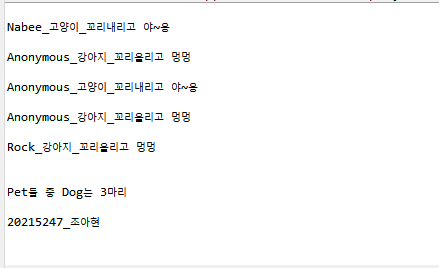 Nabee_고양이_꼬리내리고 야~옹
Anonymous_강아지_꼬리올리고 멍멍
Anonymous_고양이_꼬리내리고 야~옹
Anonymous_강아지_꼬리올리고 멍멍
Rock_강아지_꼬리올리고 멍멍
Pet들 중 Dog는 3마리
20215247_조아현